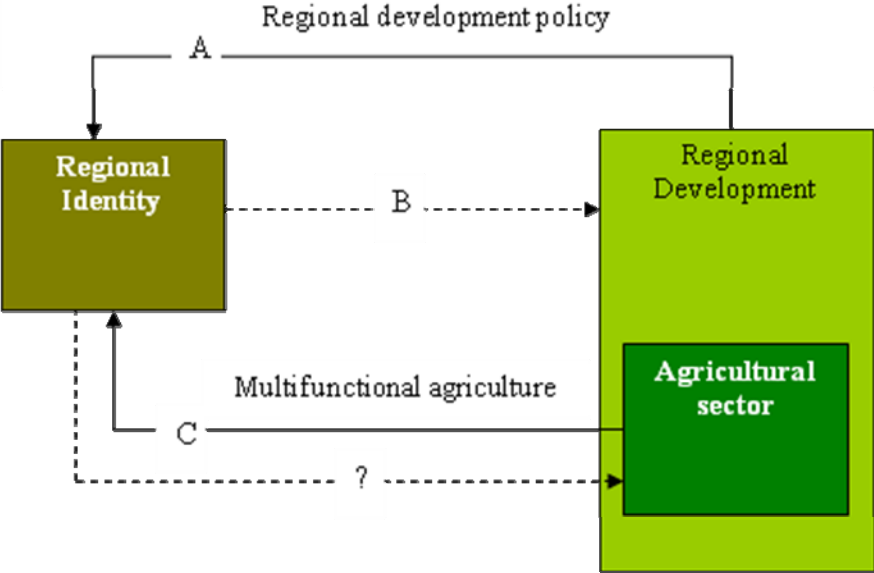 Regional development policy
A
Regional
Identity
Regional
Development
B
Agricultural
sector
Multifunctional agriculture
C
?